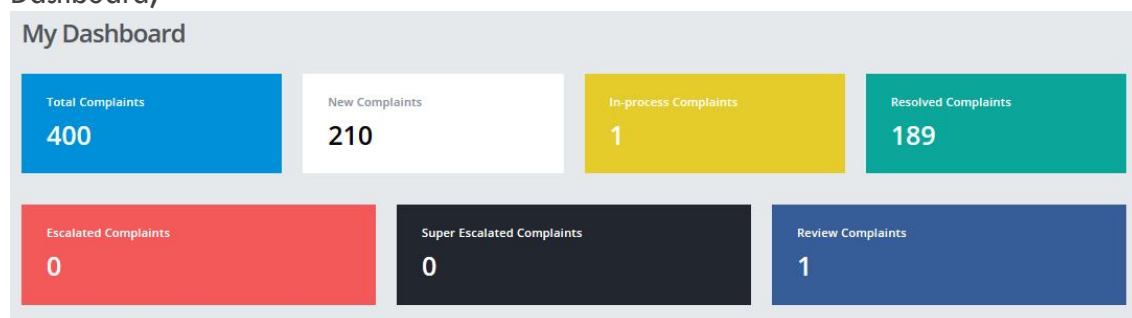 Dashboard)
My Dashboard
Total Complaints
400
New Complaints
210
In-process Complaints
1
Resolved Complaints
189
Escalated Complaints
0
Super Escalated Complaints
0
Review Complaints
1